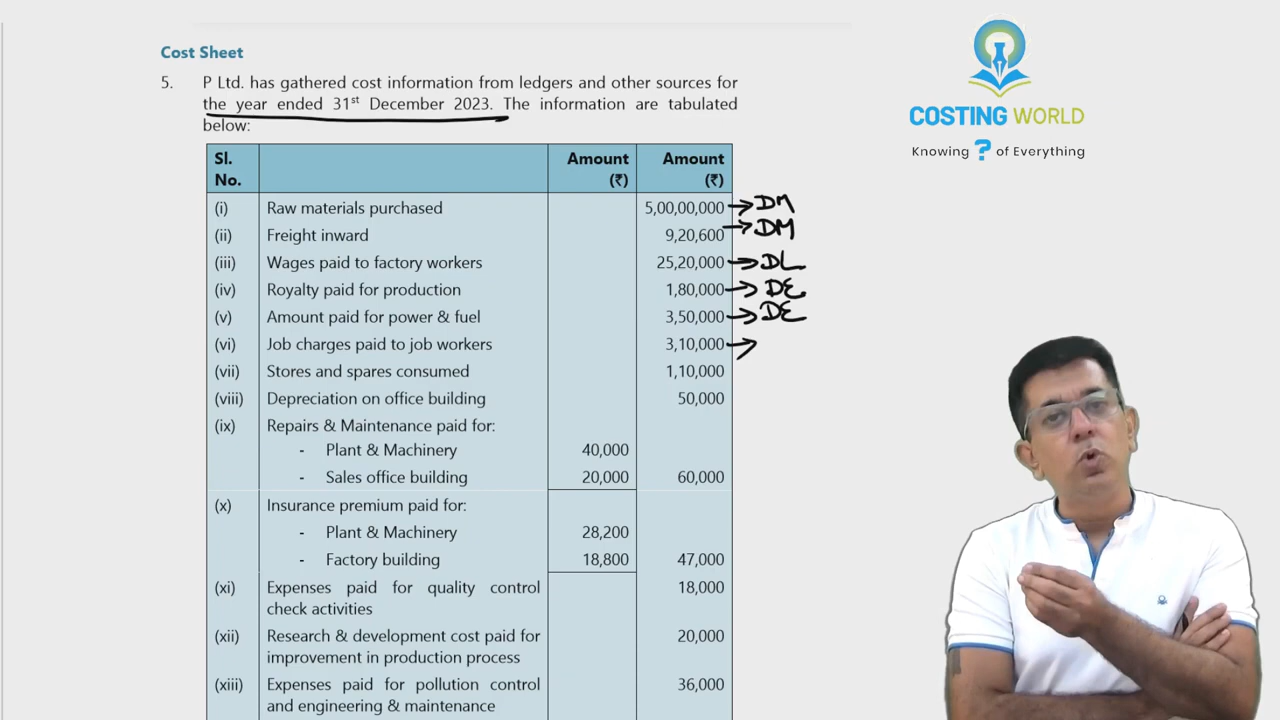 Cost Sheet
5. P Ltd. has gathered cost information from ledgers and other sources for
the year ended 31st December 2023. The information are tabulated
below:
Sl. No. Amount (₹) Amount (₹)
(i) Raw materials purchased 5,00,00,000 → DM
(ii) Freight inward 9,20,600 → DM
(iii) Wages paid to factory workers 25,20,000 → DL
(iv) Royalty paid for production 1,80,000 → DE
(v) Amount paid for power & fuel 3,50,000 → DE
(vi) Job charges paid to job workers 3,10,000 →
(vii) Stores and spares consumed 1,10,000
(viii) Depreciation on office building 50,000
(ix) Repairs & Maintenance paid for:
- Plant & Machinery 40,000
- Sales office building 20,000 60,000
(x) Insurance premium paid for:
- Plant & Machinery 28,200
- Factory building 18,800 47,000
(xi) Expenses paid for quality control 18,000
check activities
(xii) Research & development cost paid for 20,000
improvement in production process
(xiii) Expenses paid for pollution control 36,000
and engineering & maintenance
COSTING WORLD
Knowing ? of Everything